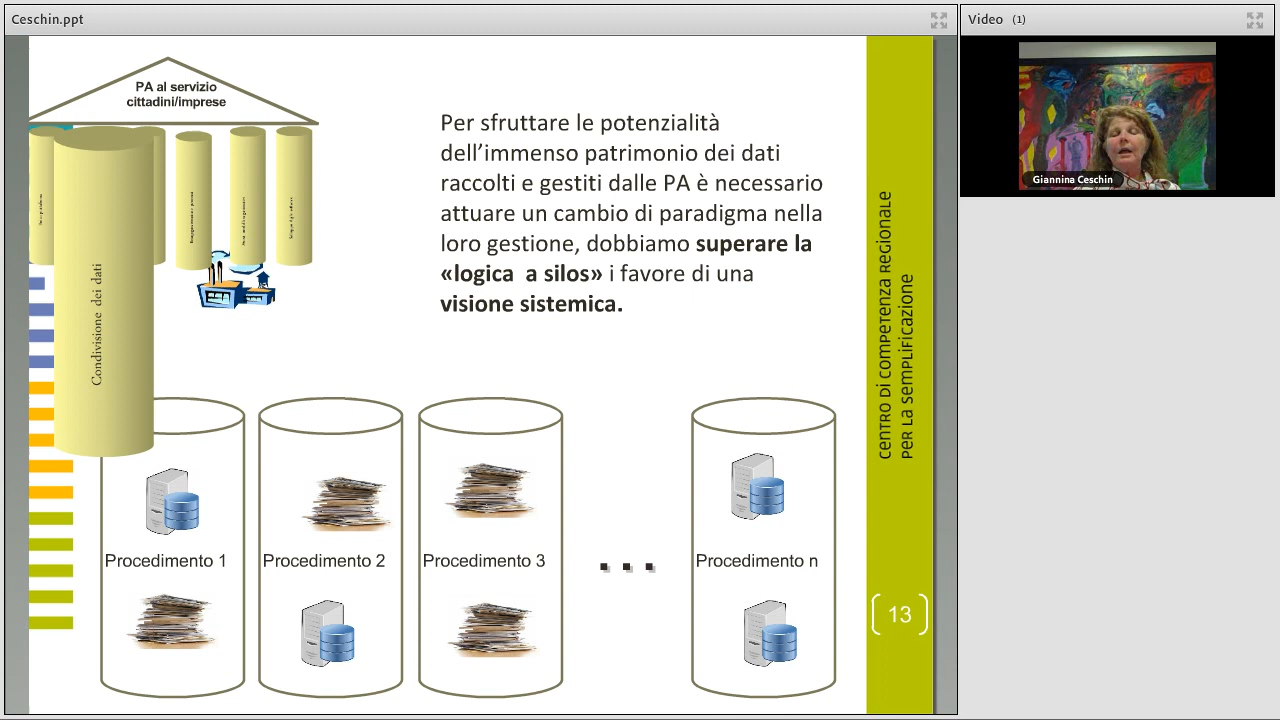 Ceschin.ppt
Video (1)
PA al servizio
cittadini/imprese
Condivisione dei dati
Per sfruttare le potenzialità
dell’immenso patrimonio dei dati
raccolti e gestiti dalle PA è necessario
attuare un cambio di paradigma nella
loro gestione, dobbiamo superare la
«logica a silos» i favore di una
visione sistemica.
Giannina Ceschin
CENTRO DI COMPETENZA REGIONALE
PER LA SEMPLIFICAZIONE
Procedimento 1
Procedimento 2
Procedimento 3
...
Procedimento n
13